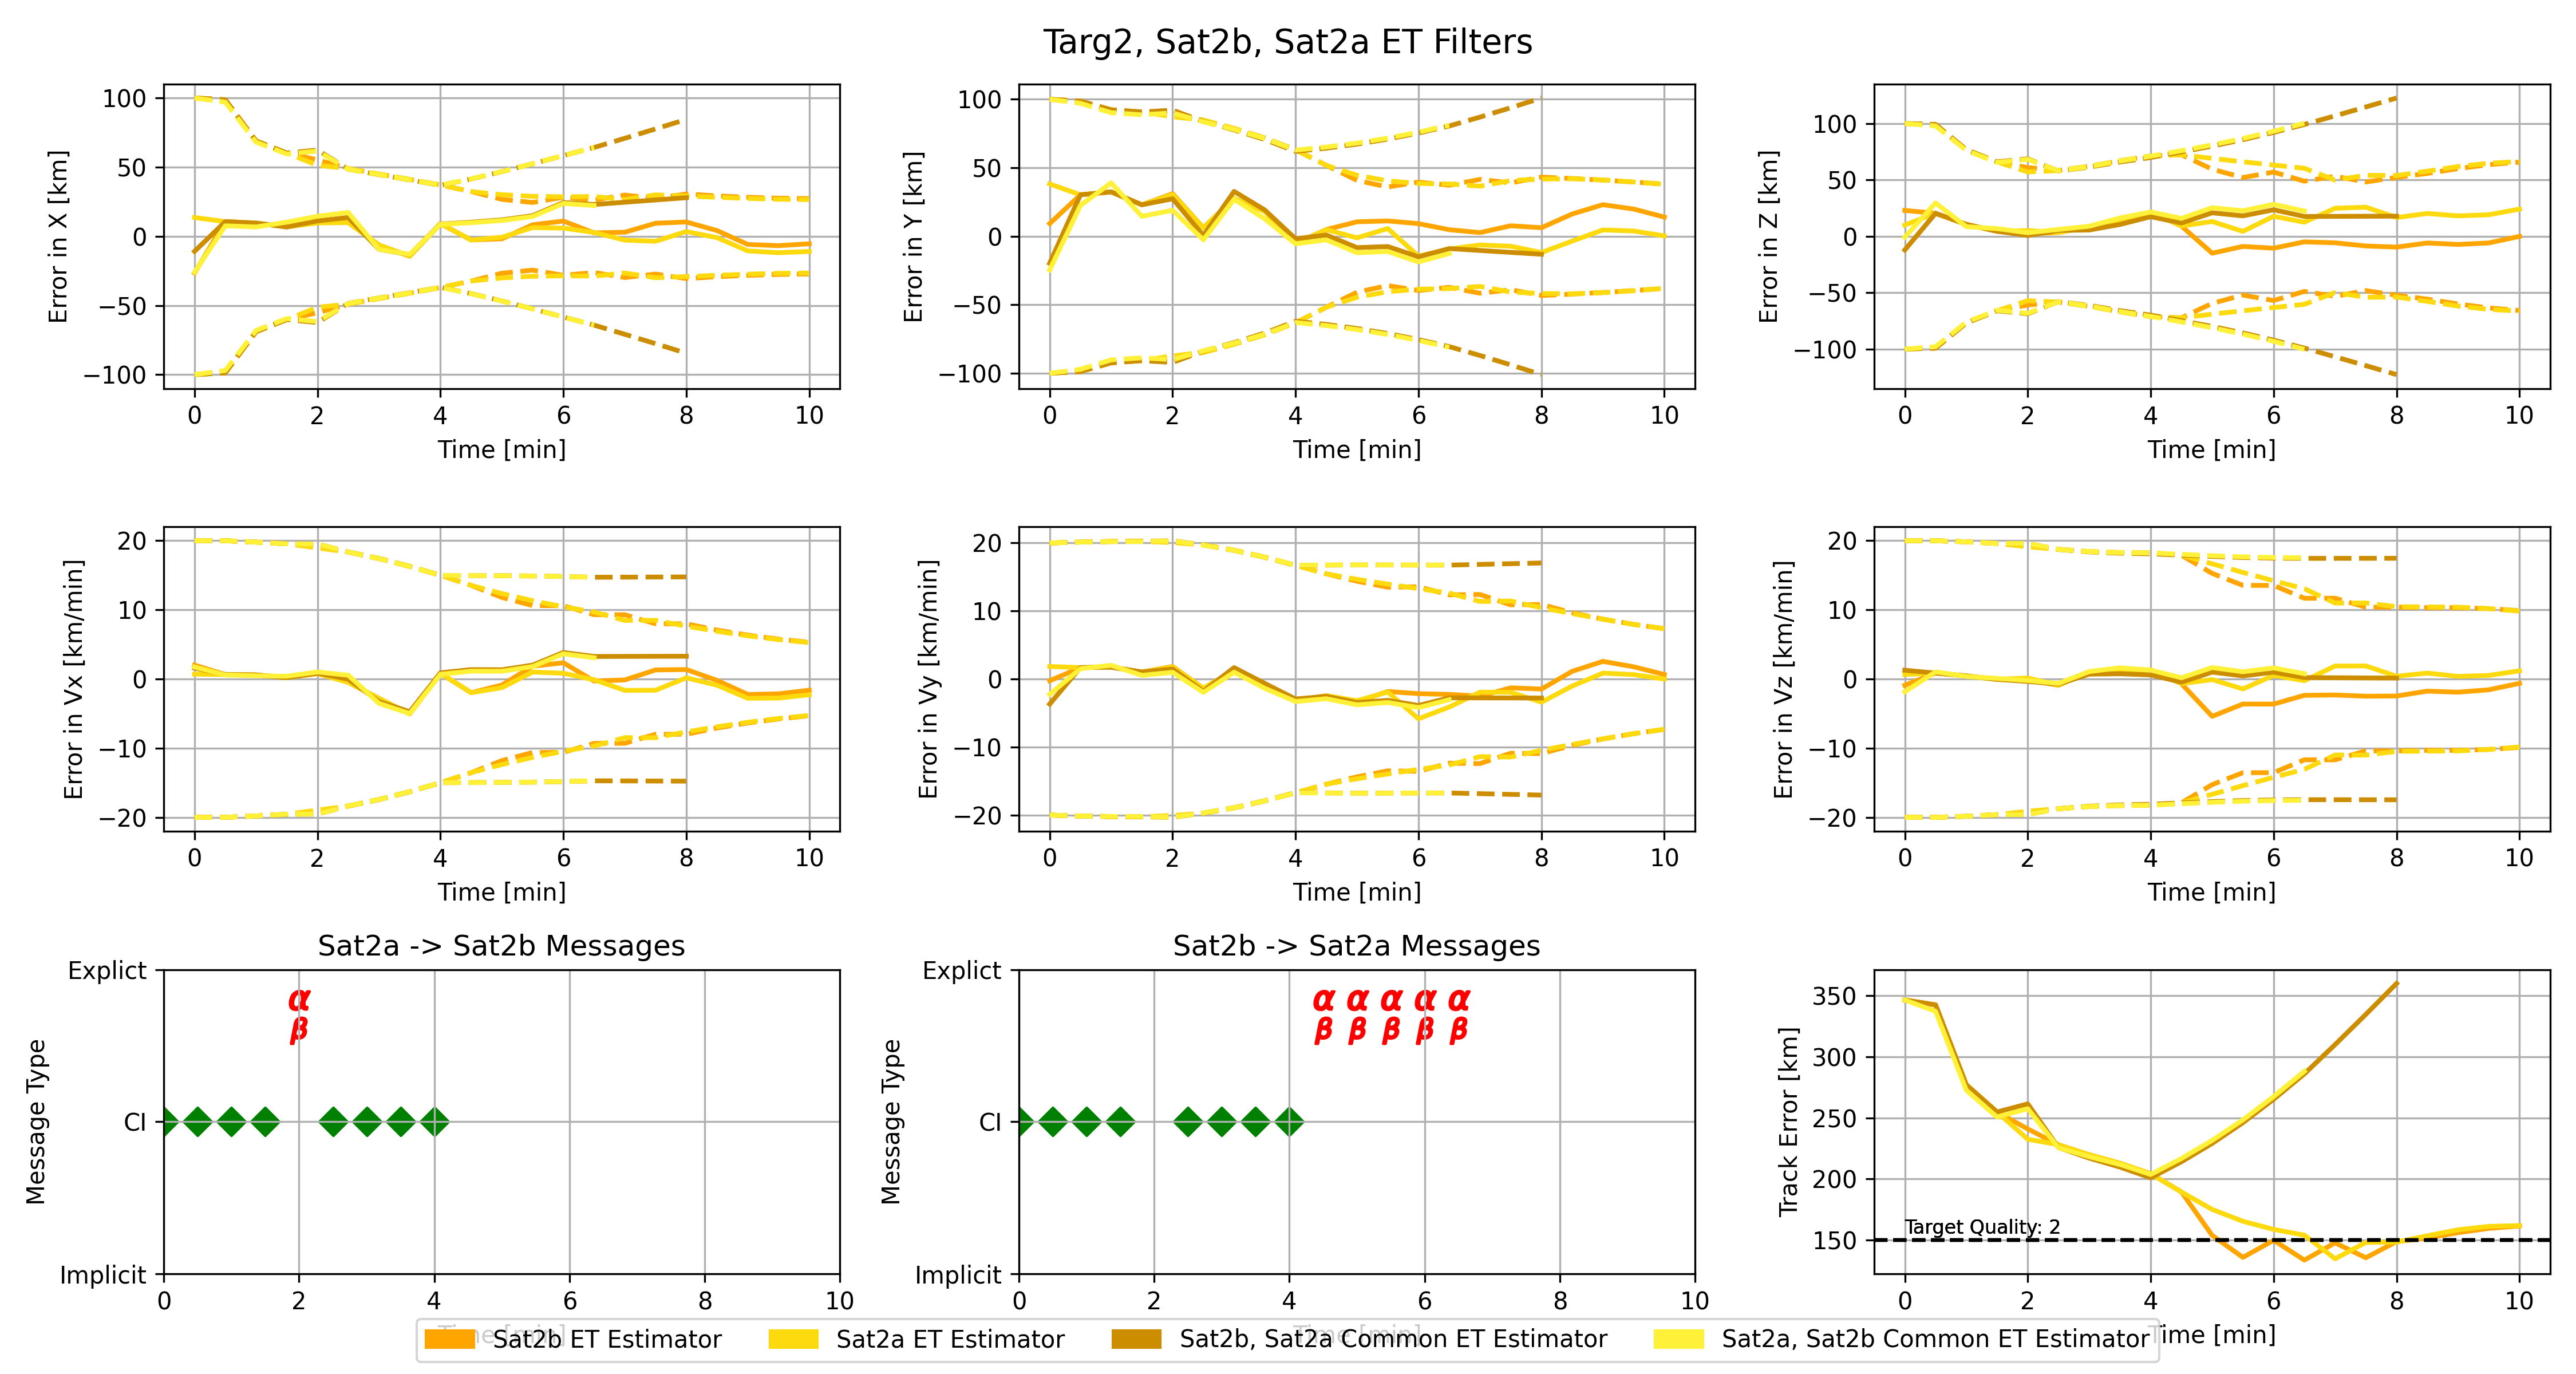 Targ2, Sat2b, Sat2a ET Filters
100
50
0
−50
−100
Error in X [km]
0 2 4 6 8 10
Time [min]
100
50
0
−50
−100
Error in Y [km]
0 2 4 6 8 10
Time [min]
100
50
0
−50
−100
Error in Z [km]
0 2 4 6 8 10
Time [min]
20
10
0
−10
−20
Error in Vx [km/min]
0 2 4 6 8 10
Time [min]
20
10
0
−10
−20
Error in Vy [km/min]
0 2 4 6 8 10
Time [min]
20
10
0
−10
−20
Error in Vz [km/min]
0 2 4 6 8 10
Time [min]
Sat2a -> Sat2b Messages
Explict
CI
Implicit
Message Type
α
β
0 2 4 6 8 10
Time [min]
Sat2b -> Sat2a Messages
Explict
CI
Implicit
Message Type
α α α α α
β β β β β
0 2 4 6 8 10
Time [min]
350
300
250
200
150
Track Error [km]
Target Quality: 2
0 2 4 6 8 10
Time [min]
Sat2b ET Estimator
Sat2a ET Estimator
Sat2b, Sat2a Common ET Estimator
Sat2a, Sat2b Common ET Estimator